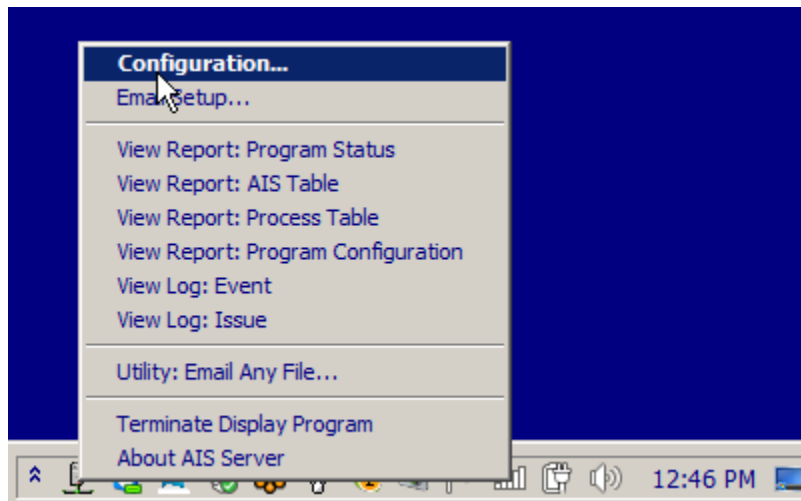 Configuration...
Email Setup...
View Report: Program Status
View Report: AIS Table
View Report: Process Table
View Report: Program Configuration
View Log: Event
View Log: Issue
Utility: Email Any File...
Terminate Display Program
About AIS Server
12:46 PM